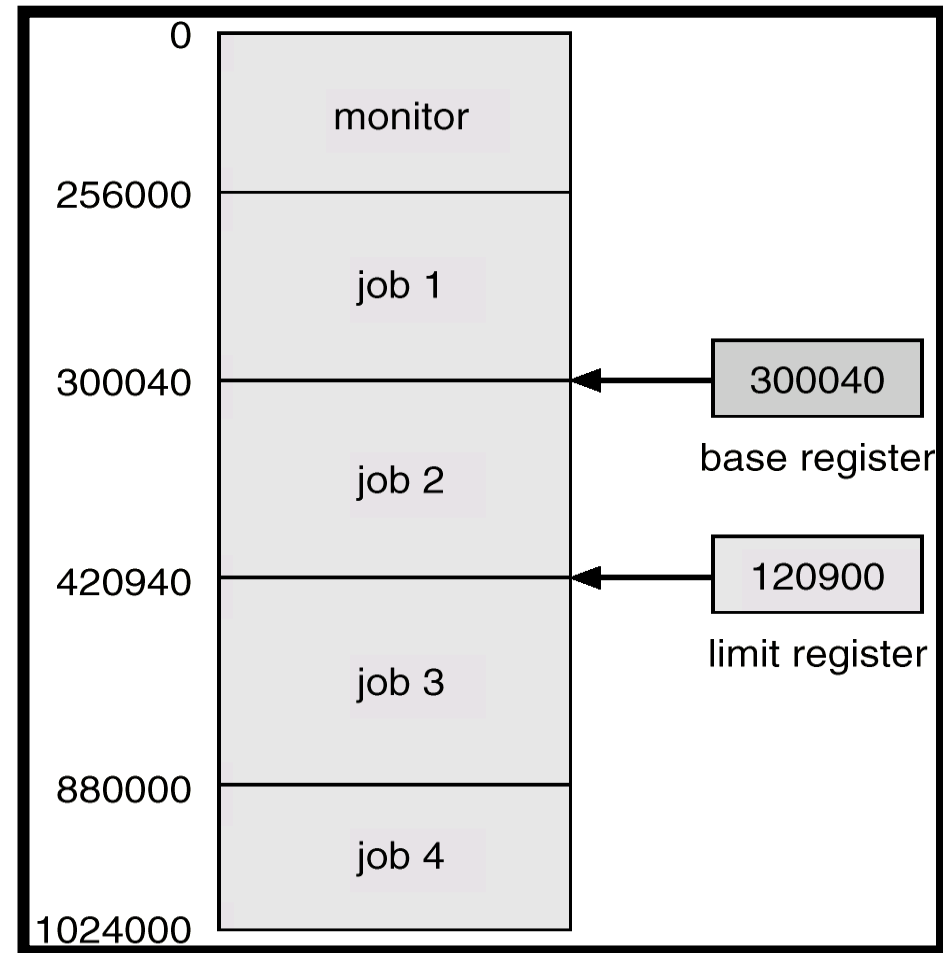 0
monitor
256000
job 1
300040
300040
base register
job 2
420940
120900
limit register
job 3
880000
job 4
1024000